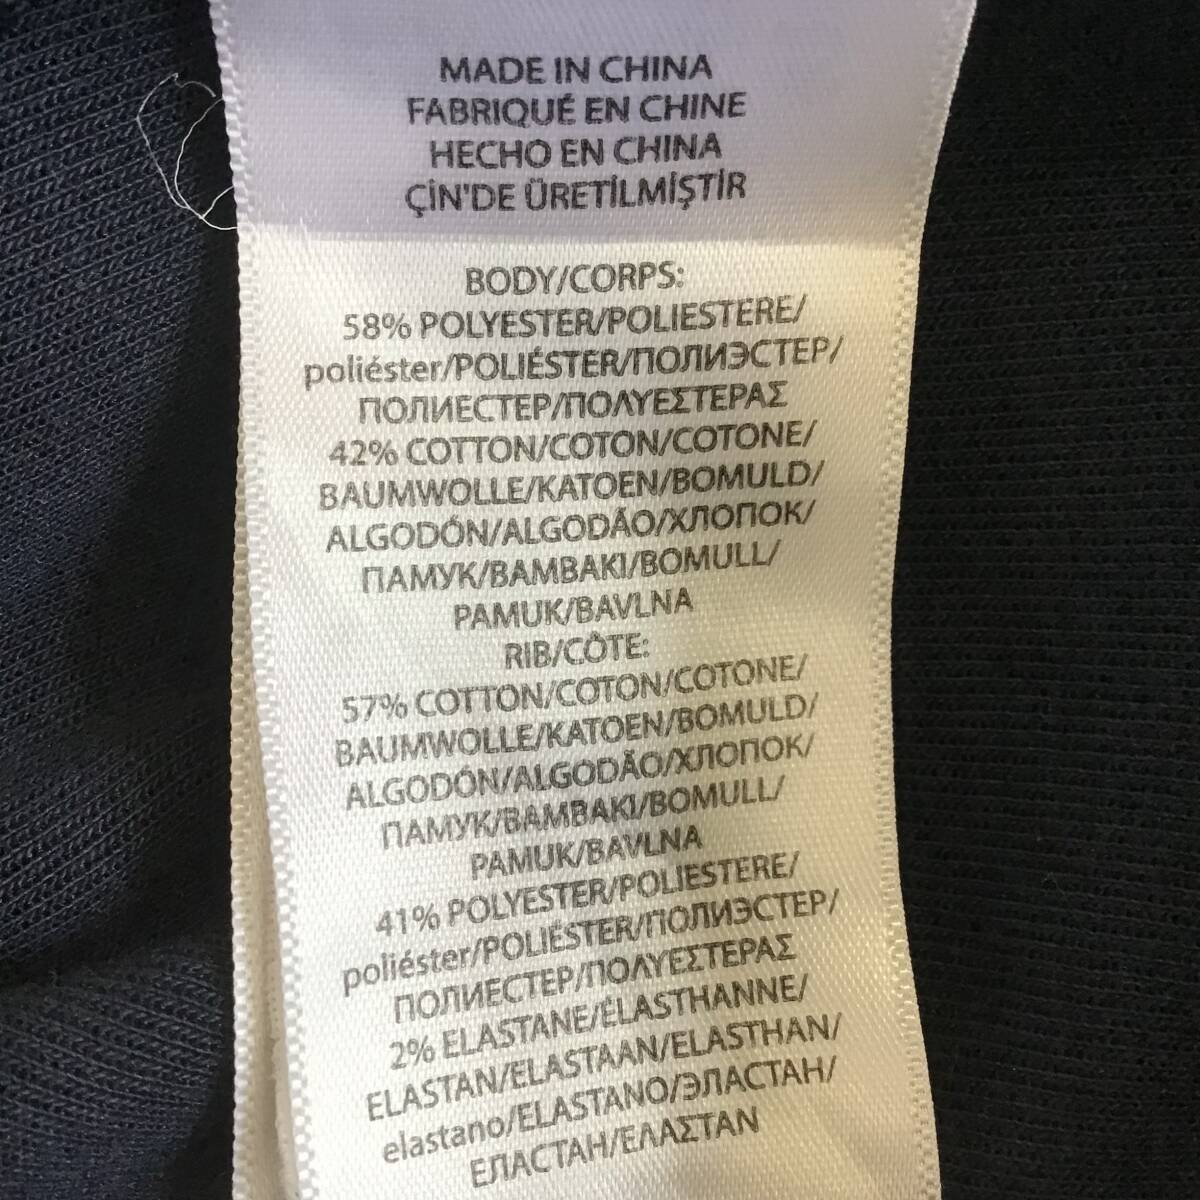 MADE IN CHINA
FABRIQUÉ EN CHINE
HECHO EN CHINA
ÇİN'DE ÜRETİLMİŞTİR
BODY/CORPS:
58% POLYESTER/POLIESTERE/
poliéster/POLIÉSTER/ПОЛИЭСТЕР/
ПОЛИЕСТЕР/ΠΟΛΥΕΣΤΕΡΑΣ
42% COTTON/COTON/COTONE/
BAUMWOLLE/KATOEN/BOMULD/
ALGODÓN/ALGODÃO/ХЛОПОК/
ПАМУК/BAMBAKI/BOMULL/
PAMUK/BAVLNA
RIB/CÔTE:
57% COTTON/COTON/COTONE/
BAUMWOLLE/KATOEN/BOMULD/
ALGODÓN/ALGODÃO/ХЛОПОК/
ПАМУК/BAMBAKI/BOMULL/
PAMUK/BAVLNA
41% POLYESTER/POLIESTERE/
poliéster/POLIÉSTER/ПОЛИЭСТЕР/
ПОЛИЕСТЕР/ΠΟΛΥΕΣΤΕΡΑΣ
2% ELASTANE/ÉLASTHANNE/
ELASTAN/ELASTAAN/ELASTHAN/
elastano/ELASTANO/ЭЛАСТАН/
ЕЛАСТАН/ΕΛΑΣΤΑΝ